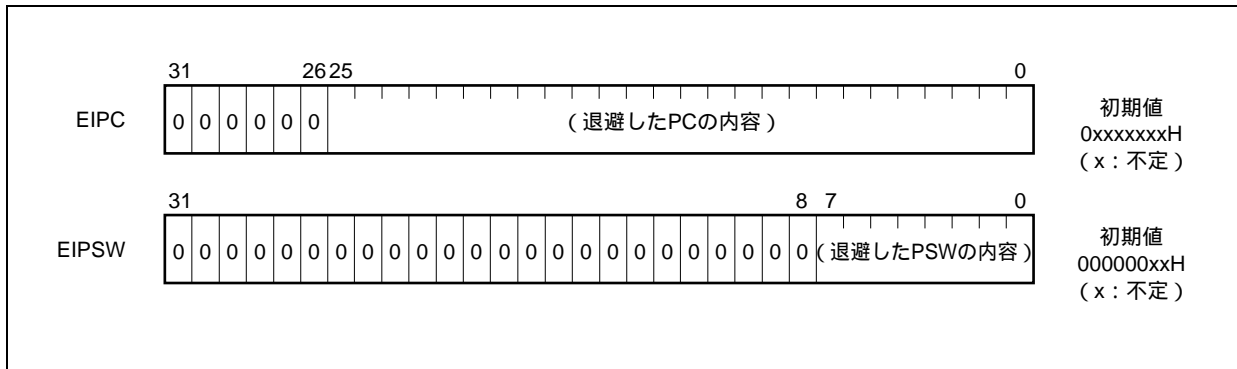 31 26 25 0
EIPC 0 0 0 0 0 0 (退避したPCの内容) 初期値
0xxxxxxxH
(x:不定)
31 8 7 0
EIPSW 0 0 0 0 0 0 0 0 0 0 0 0 0 0 0 0 0 0 0 0 0 0 0 0 (退避したPSWの内容) 初期値
000000xxH
(x:不定)